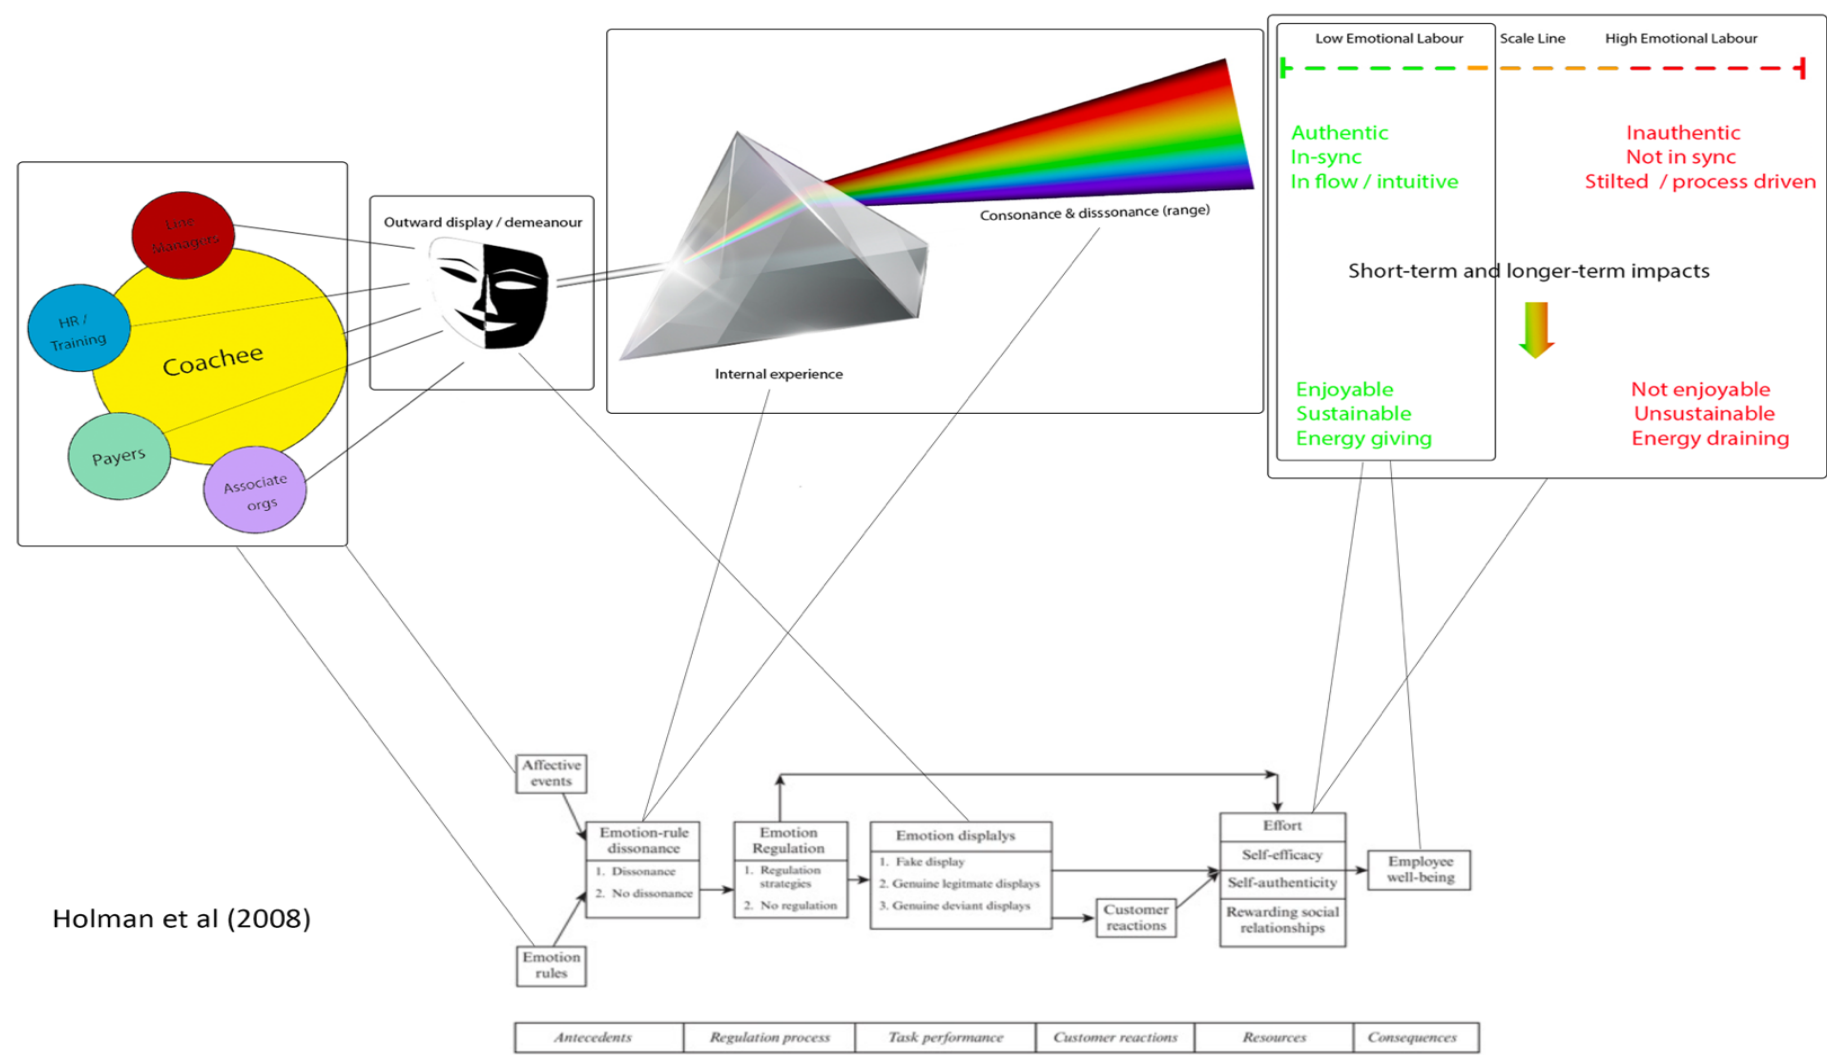 Low Emotional Labour
Scale Line
High Emotional Labour
Authentic
In-sync
In flow / intuitive
Inauthentic
Not in sync
Stilted / process driven
Short-term and longer-term impacts
Enjoyable
Sustainable
Energy giving
Not enjoyable
Unsustainable
Energy draining
Line
Managers
HR /
Training
Coachee
Payers
Associate
orgs
Outward display / demeanour
Consonance & disssonance (range)
Internal experience
Holman et al (2008)
Affective
events
Emotion-rule
dissonance
1. Dissonance
2. No dissonance
Emotion
rules
Emotion
Regulation
1. Regulation
strategies
2. No regulation
Emotion displalys
1. Fake display
2. Genuine legitmate displays
3. Genuine deviant displays
Customer
reactions
Effort
Self-efficacy
Self-authenticity
Rewarding social
relationships
Employee
well-being
Antecedents
Regulation process
Task performance
Customer reactions
Resources
Consequences